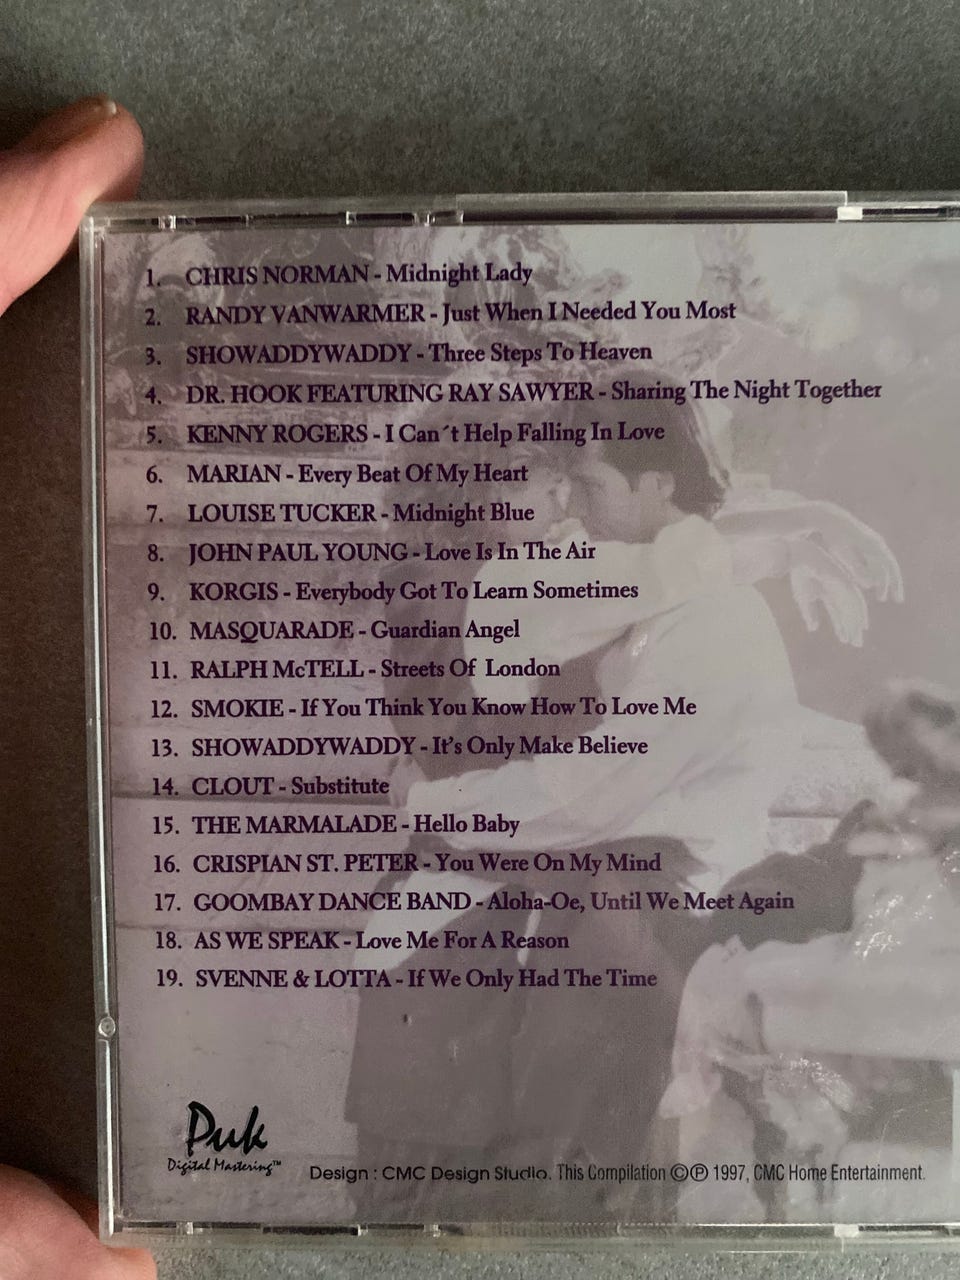 1. CHRIS NORMAN - Midnight Lady
2. RANDY VANWARMER - Just When I Needed You Most
3. SHOWADDYWADDY - Three Steps To Heaven
4. DR. HOOK FEATURING RAY SAWYER - Sharing The Night Together
5. KENNY ROGERS - I Can´t Help Falling In Love
6. MARIAN - Every Beat Of My Heart
7. LOUISE TUCKER - Midnight Blue
8. JOHN PAUL YOUNG - Love Is In The Air
9. KORGIS - Everybody Got To Learn Sometimes
10. MASQUARADE - Guardian Angel
11. RALPH McTELL - Streets Of London
12. SMOKIE - If You Think You Know How To Love Me
13. SHOWADDYWADDY - It's Only Make Believe
14. CLOUT - Substitute
15. THE MARMALADE - Hello Baby
16. CRISPIAN ST. PETER - You Were On My Mind
17. GOOMBAY DANCE BAND - Aloha-Oe, Until We Meet Again
18. AS WE SPEAK - Love Me For A Reason
19. SVENNE & LOTTA - If We Only Had The Time
Puk
Digital Mastering™
Design : CMC Design Studio. This Compilation ©℗ 1997, CMC Home Entertainment.